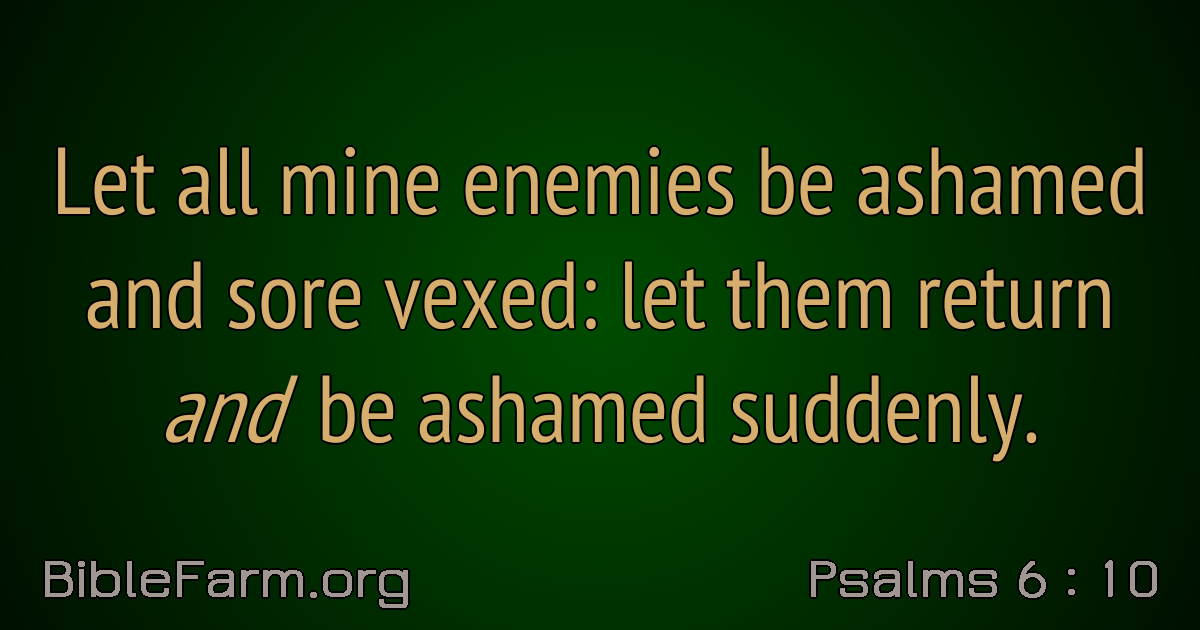 Let all mine enemies be ashamed
and sore vexed: let them return
and be ashamed suddenly.
BibleFarm.org
Psalms 6 : 10